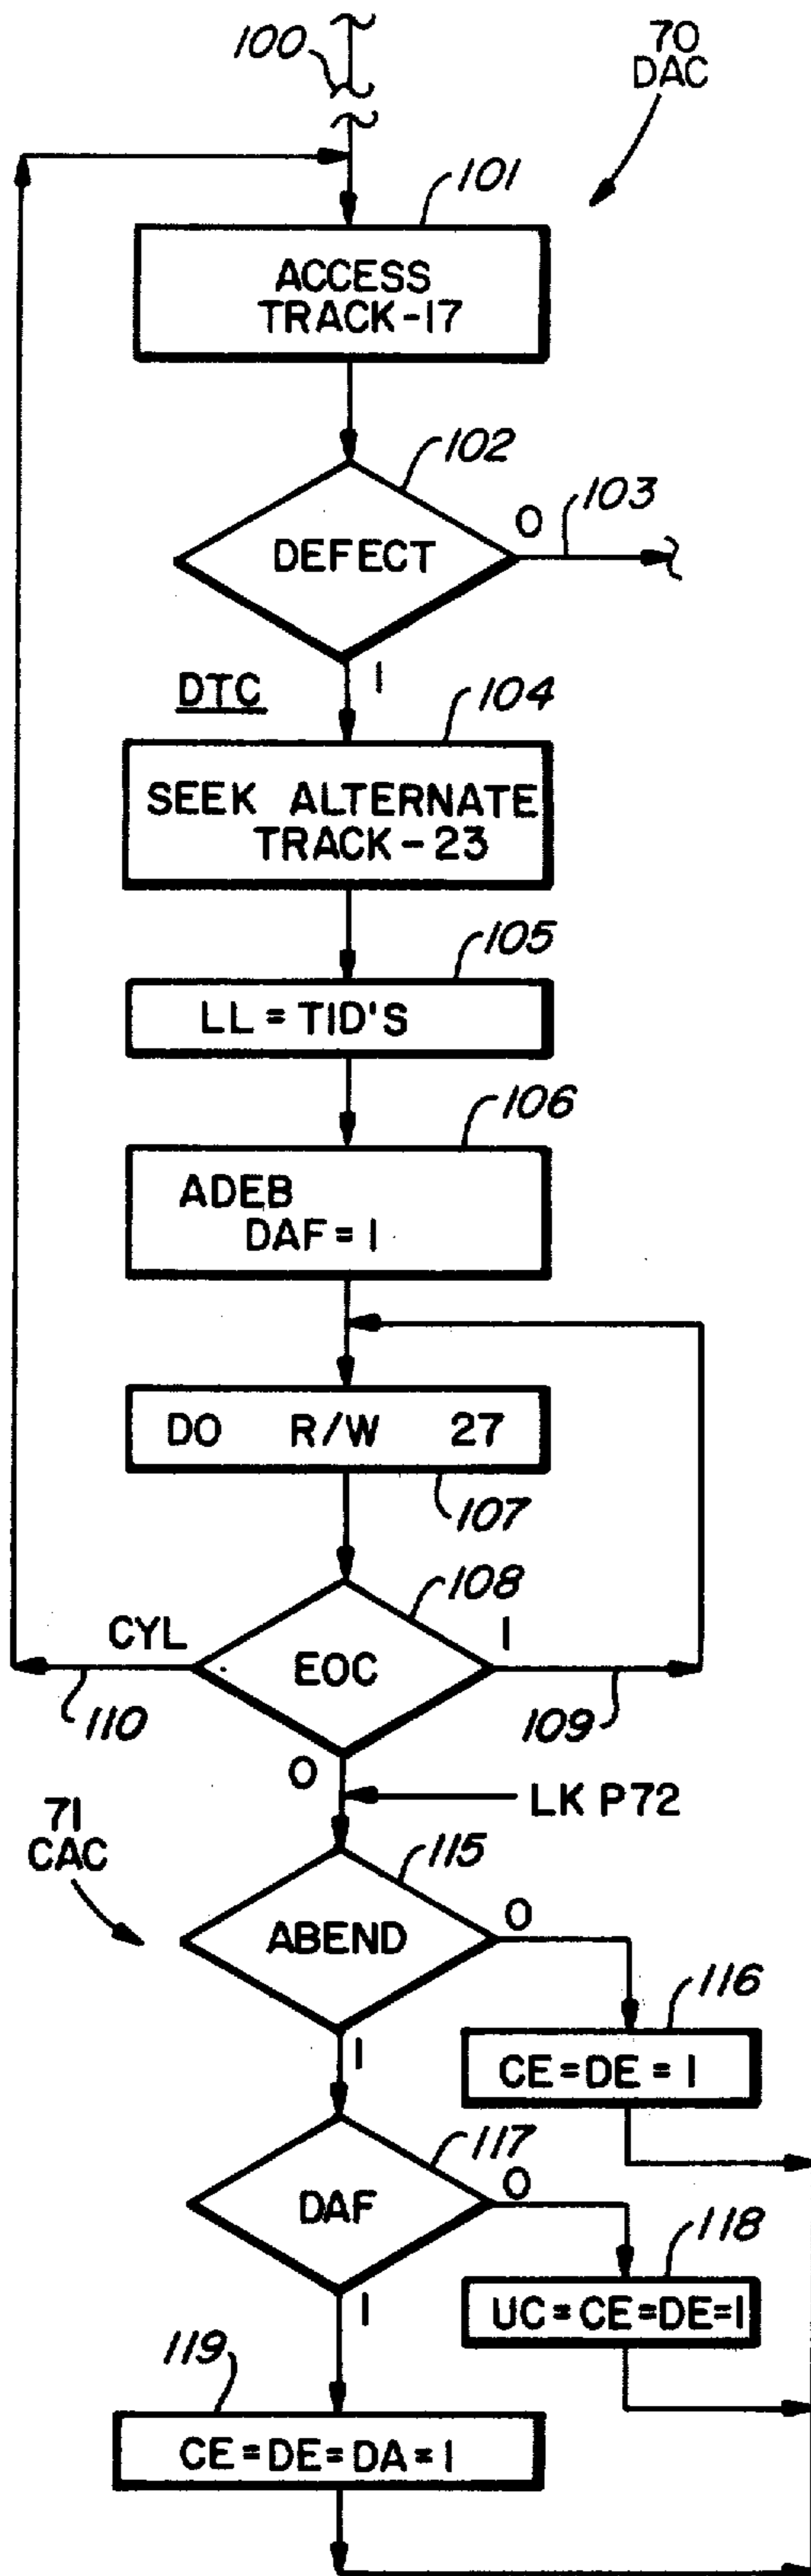 100
70
DAC
101
ACCESS
TRACK-17
102
DEFECT
0
103
1
DTC
104
SEEK ALTERNATE
TRACK-23
105
LL = TID'S
106
ADEB
DAF = 1
DO R/W 27
107
108
CYL
EOC
1
110
109
0
LK P72
71
CAC
115
ABEND
0
116
CE=DE=1
1
117
DAF
0
118
UC=CE=DE=1
1
119
CE=DE=DA=1